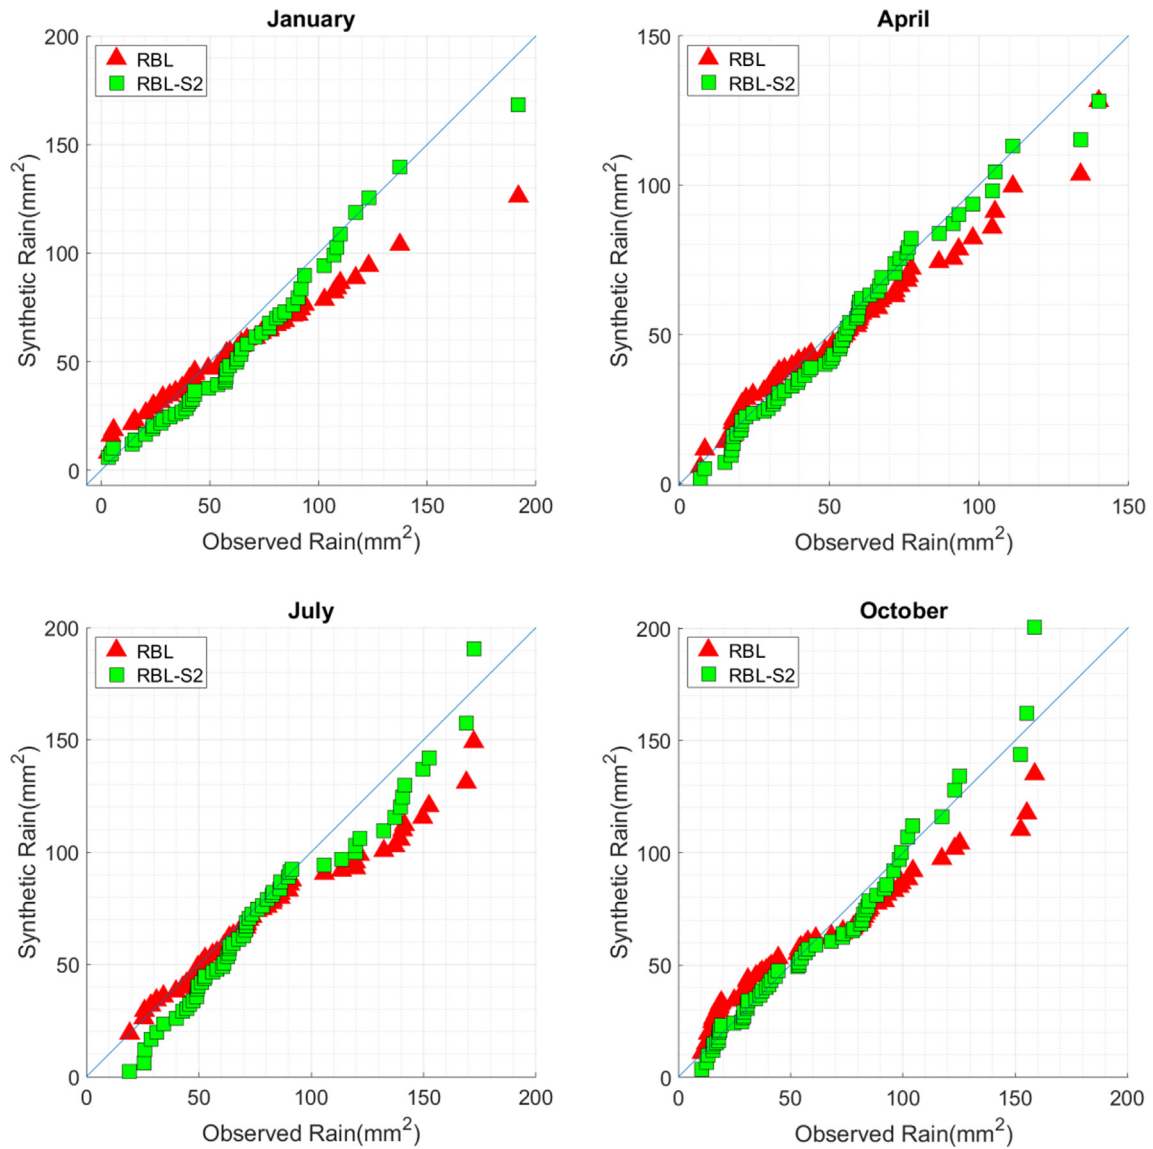 January
200
150
100
50
0
0 50 100 150 200
Synthetic Rain(mm²)
Observed Rain(mm²)
RBL
RBL-S2
April
150
100
50
0
0 50 100 150
Synthetic Rain(mm²)
Observed Rain(mm²)
RBL
RBL-S2
July
200
150
100
50
0
0 50 100 150 200
Synthetic Rain(mm²)
Observed Rain(mm²)
RBL
RBL-S2
October
200
150
100
50
0
0 50 100 150 200
Synthetic Rain(mm²)
Observed Rain(mm²)
RBL
RBL-S2